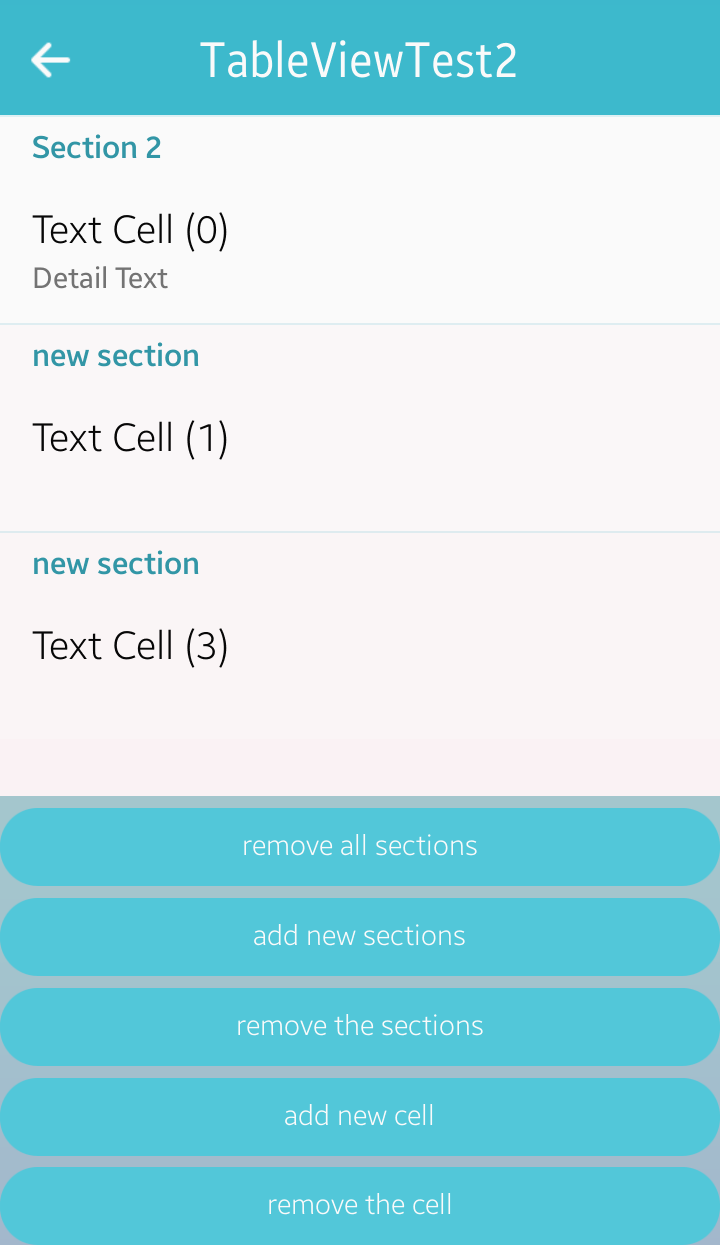 TableViewTest2
Section 2
Text Cell (0)
Detail Text
new section
Text Cell (1)
new section
Text Cell (3)
remove all sections
add new sections
remove the sections
add new cell
remove the cell